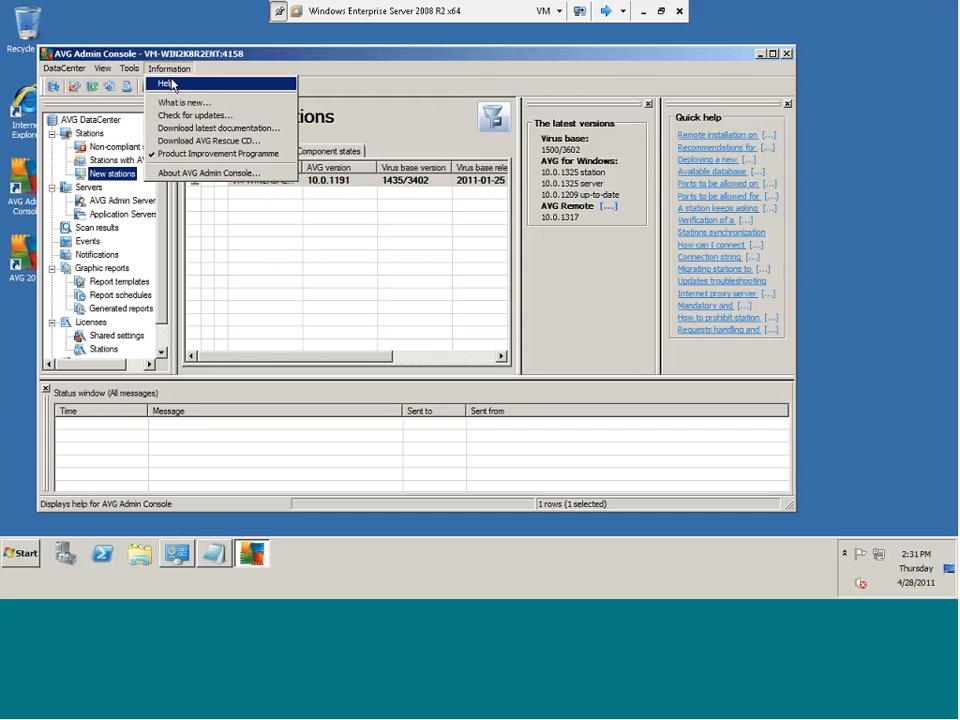 Windows Enterprise Server 2008 R2 x64
VM
Recycle
AVG Admin Console - VM-WIN2K8R2ENT:4158
DataCenter View Tools Information
Help
What is new...
Check for updates...
Download latest documentation...
Download AVG Rescue CD...
Product Improvement Programme
About AVG Admin Console...
Intern
Explor
AVG Ad
Conso
AVG 20
AVG DataCenter
Stations
Non-compliant
Stations with AV
New stations
Servers
AVG Admin Server
Application Servers
Scan results
Events
Notifications
Graphic reports
Report templates
Report schedules
Generated reports
Licenses
Shared settings
Stations
tions
omponent states
AVG version Virus base version Virus base rele
10.0.1191 1435/3402 2011-01-25
The latest versions
Virus base:
1500/3602
AVG for Windows:
10.0.1325 station
10.0.1325 server
10.0.1209 up-to-date
AVG Remote [...]
10.0.1317
Quick help
Remote installation on [...]
Recommendations for [...]
Deploying a new [...]
Available database [...]
Ports to be allowed on [...]
Ports to be allowed for [...]
A station keeps asking [...]
Verification of a [...]
Stations synchronization
How can I connect [...]
Connection string [...]
Migrating stations to [...]
Updates troubleshooting
Internet proxy server [...]
Mandatory and [...]
How to prohibit station [...]
Requests handling and [...]
Status window (All messages)
Time Message Sent to Sent from
Displays help for AVG Admin Console
1 rows (1 selected)
Start
2:31 PM
Thursday
4/28/2011